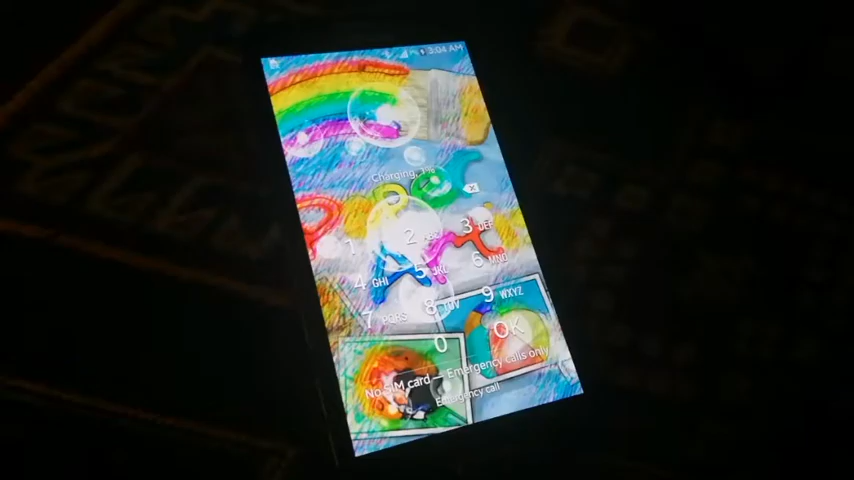 3:04 AM
Charging, 1%
1 2 ABC 3 DEF
4 GHI 5 JKL 6 MNO
7 PQRS 8 TUV 9 WXYZ
0 OK
No SIM card — Emergency calls only
Emergency call